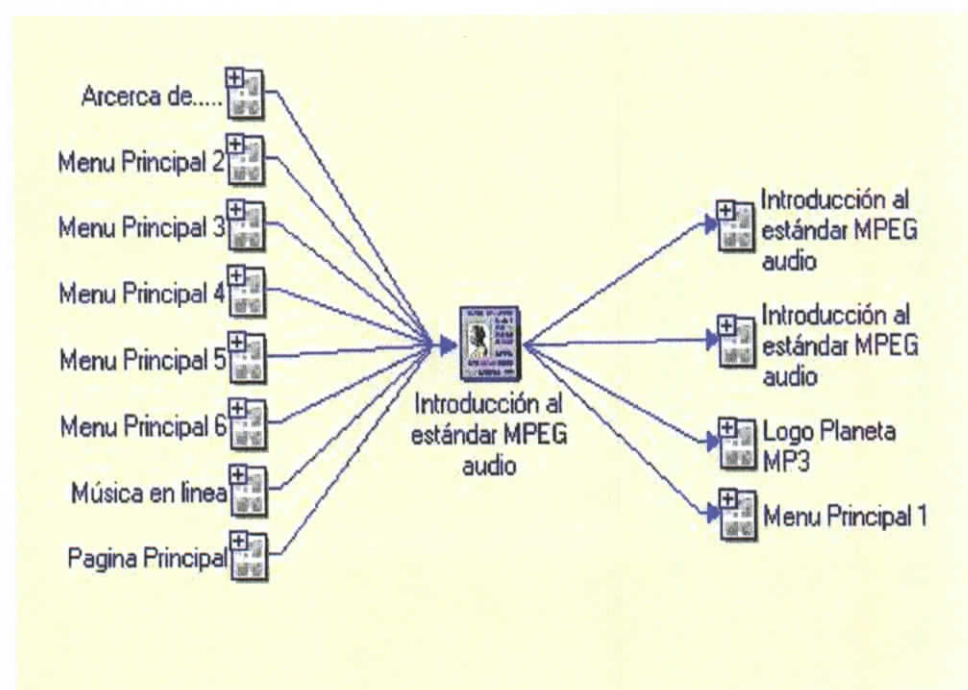 Arcerca de.....
Menu Principal 2
Menu Principal 3
Menu Principal 4
Menu Principal 5
Menu Principal 6
Música en linea
Pagina Principal
Introducción al
estándar MPEG
audio
Introducción al
estándar MPEG
audio
Introducción al
estándar MPEG
audio
Logo Planeta
MP3
Menu Principal 1